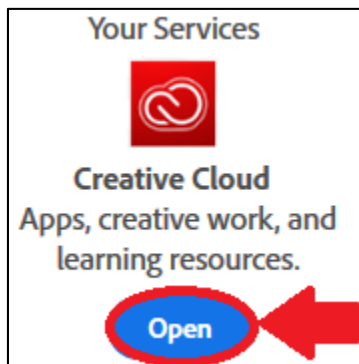 Your Services
Creative Cloud
Apps, creative work, and
learning resources.
Open